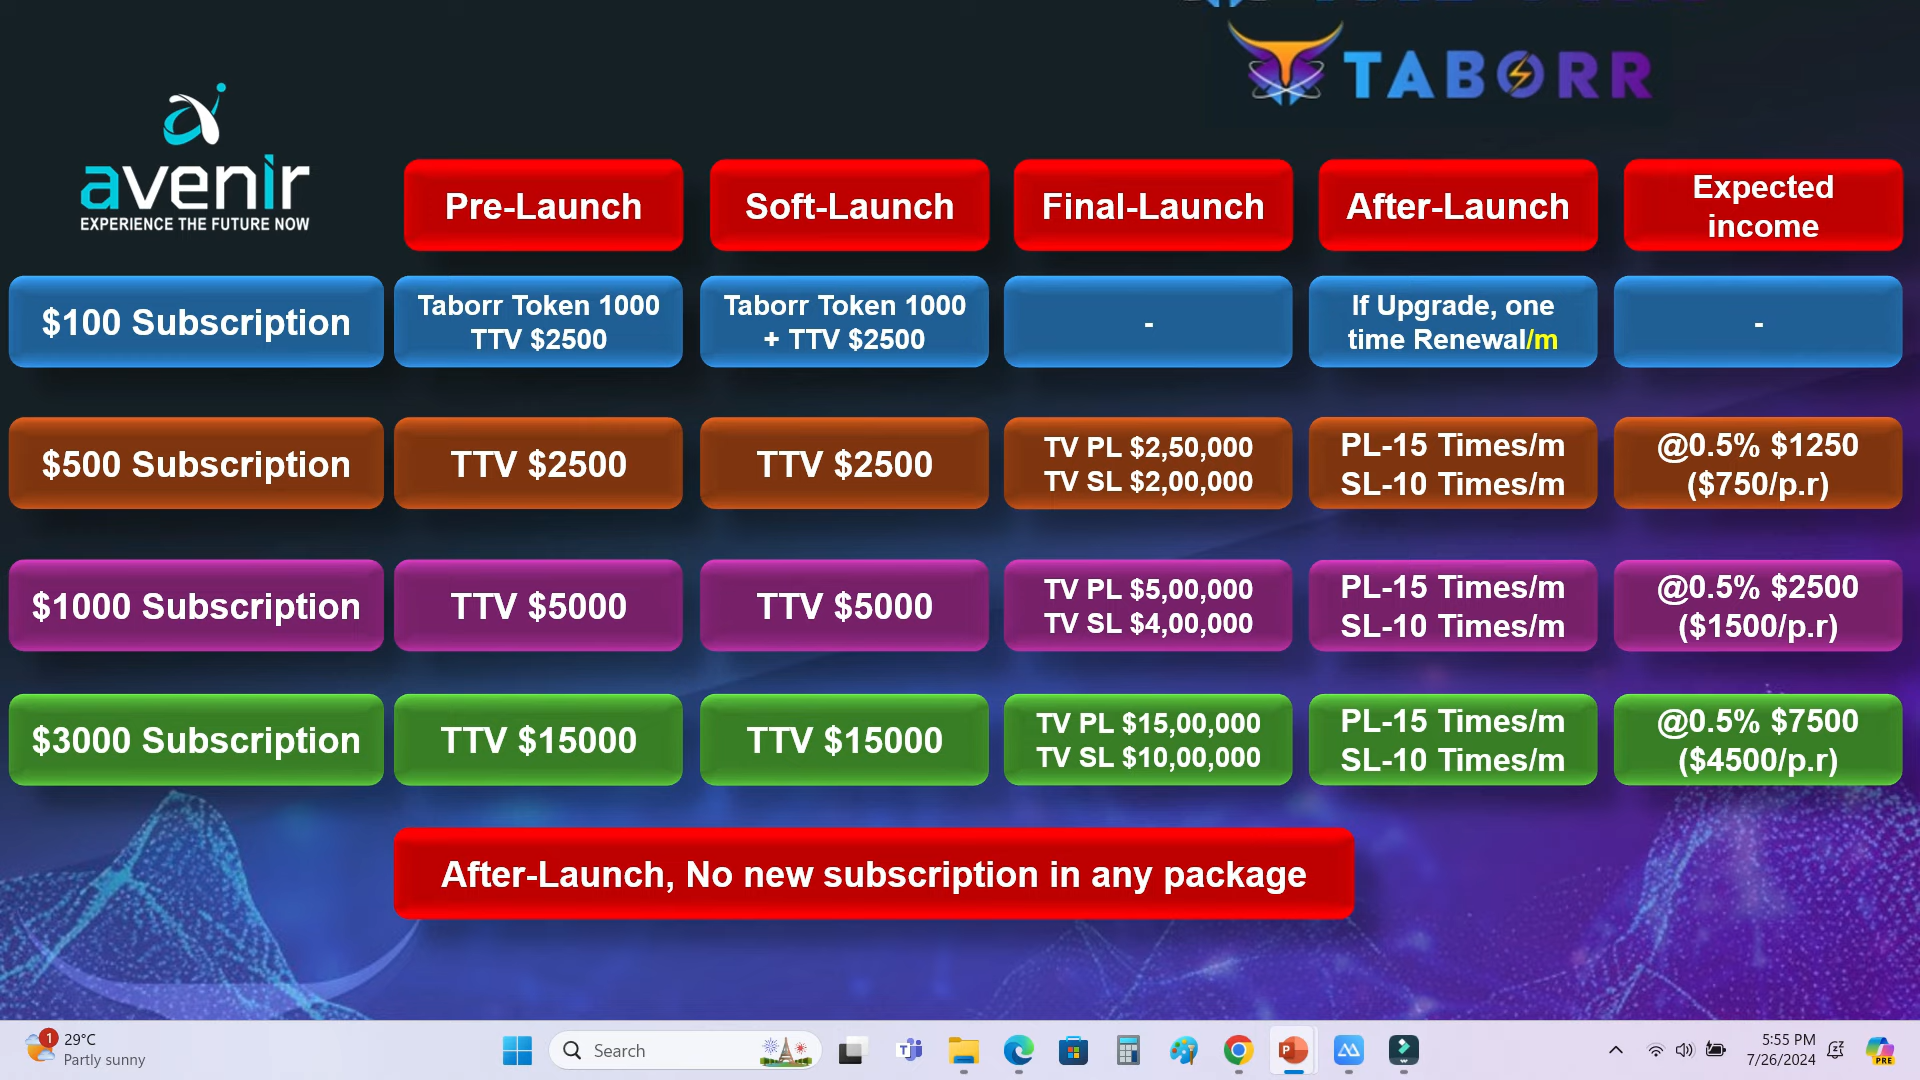 TABORR
avenir
EXPERIENCE THE FUTURE NOW
Pre-Launch
Soft-Launch
Final-Launch
After-Launch
Expected
income
$100 Subscription
Taborr Token 1000
TTV $2500
Taborr Token 1000
+ TTV $2500
-
If Upgrade, one
time Renewal/m
-
$500 Subscription
TTV $2500
TTV $2500
TV PL $2,50,000
TV SL $2,00,000
PL-15 Times/m
SL-10 Times/m
@0.5% $1250
($750/p.r)
$1000 Subscription
TTV $5000
TTV $5000
TV PL $5,00,000
TV SL $4,00,000
PL-15 Times/m
SL-10 Times/m
@0.5% $2500
($1500/p.r)
$3000 Subscription
TTV $15000
TTV $15000
TV PL $15,00,000
TV SL $10,00,000
PL-15 Times/m
SL-10 Times/m
@0.5% $7500
($4500/p.r)
After-Launch, No new subscription in any package
1
29°C
Partly sunny
Search
5:55 PM
7/26/2024
PRE